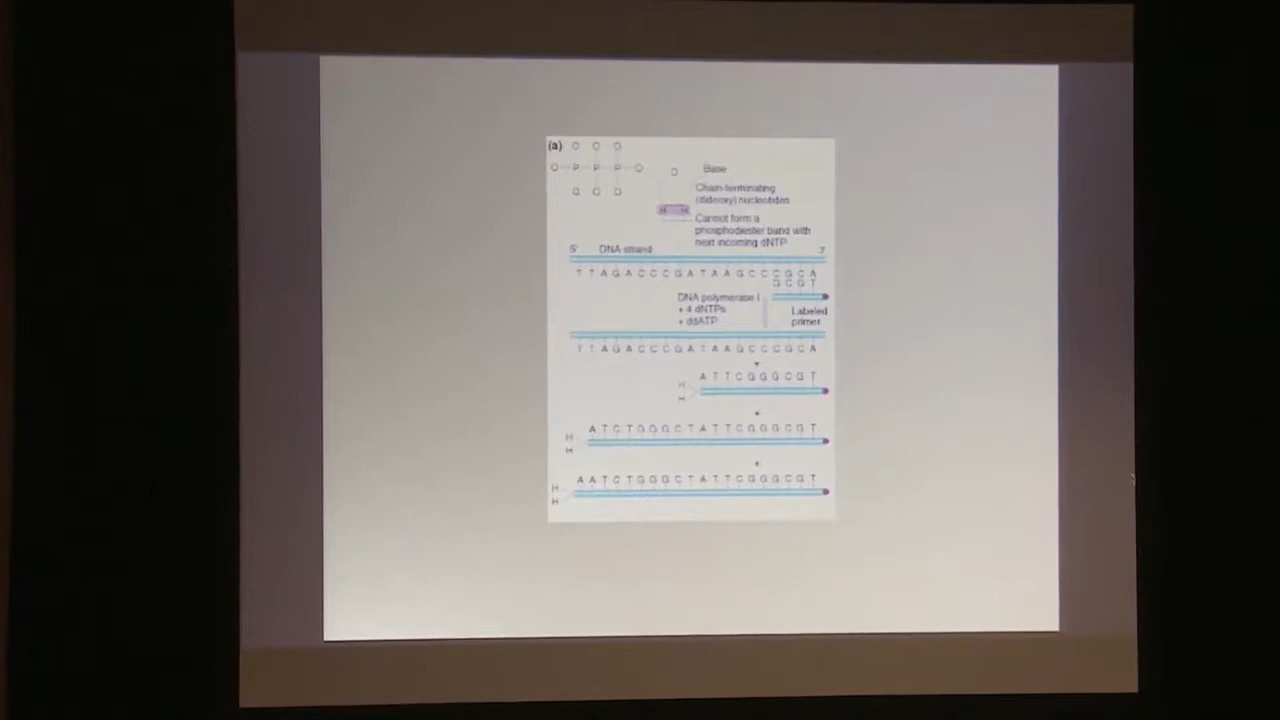 (a) O O O
O P P P O O Base
O O O
Chain-terminating
(dideoxy) nucleotides
H H
Cannot form a
phosphodiester band with
next incoming dNTP
5' DNA strand 3'
T T A G A C C C G A T A A G C C C G C A
G C G T
DNA polymerase I
+ 4 dNTPs
+ ddATP
Labeled
primer
T T A G A C C C G A T A A G C C C G C A
+
A T T C G G G C G T
H
H
+
A T C T G G G C T A T T C G G G C G T
H
H
+
A A T C T G G G C T A T T C G G G C G T
H
H